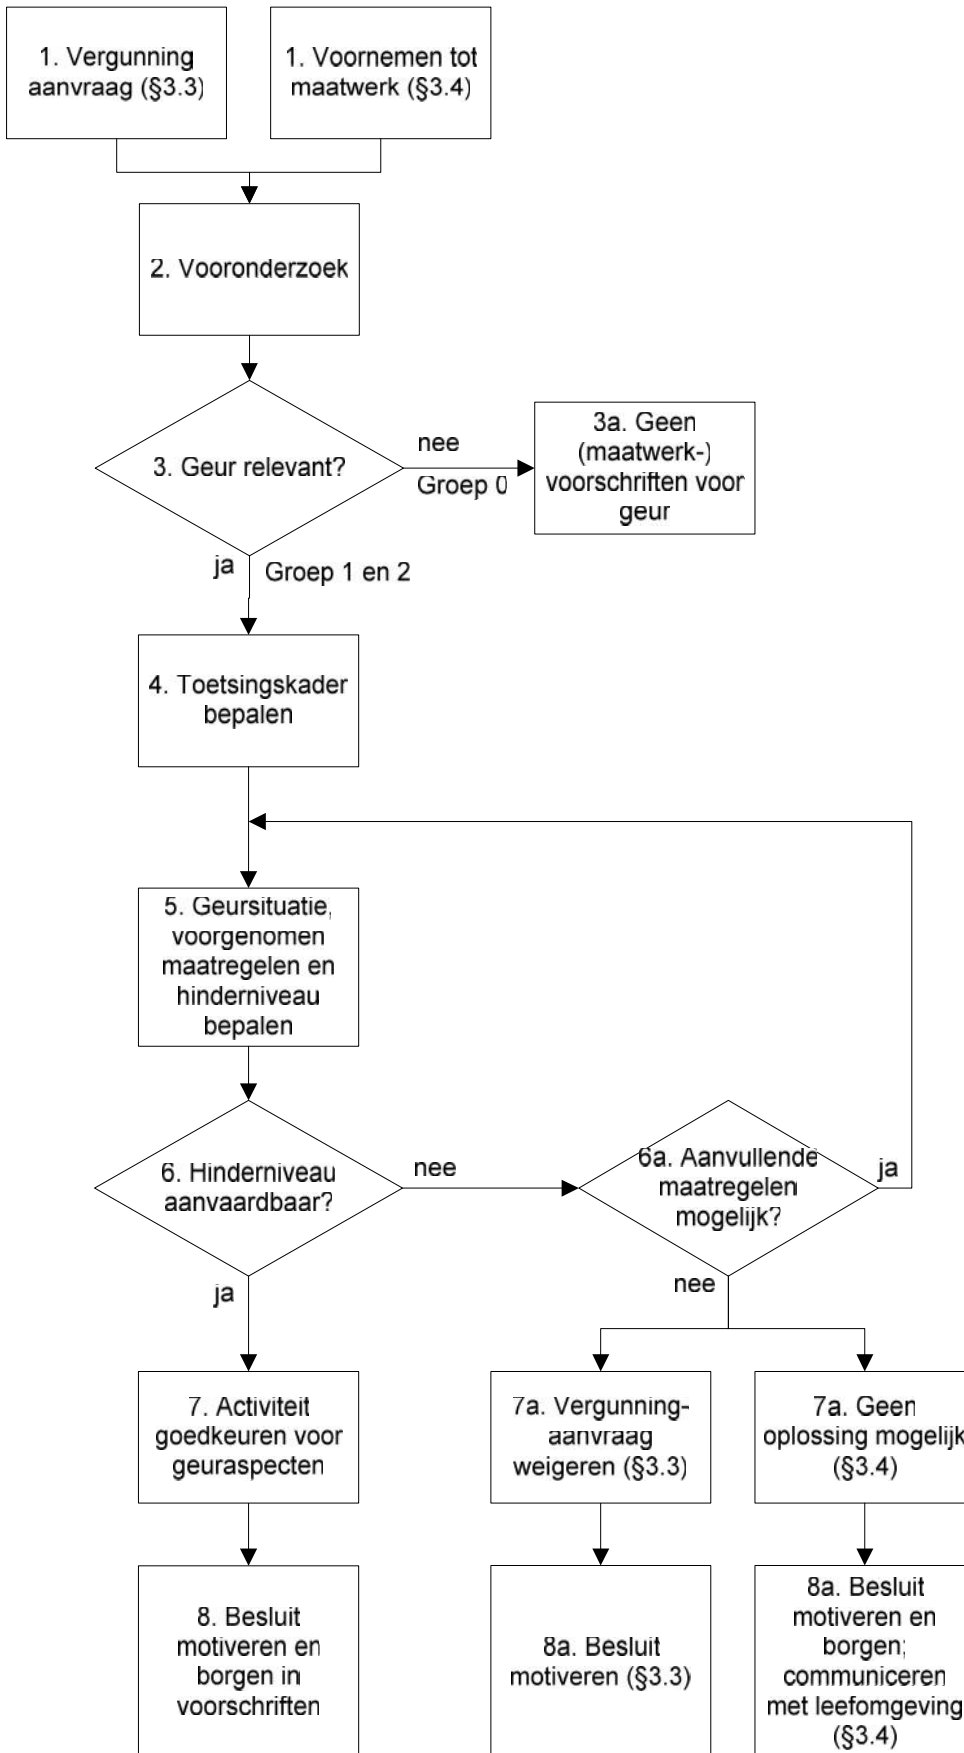 1. Vergunning
aanvraag (§3.3)
1. Voornemen tot
maatwerk (§3.4)
2. Vooronderzoek
3. Geur relevant?
nee
Groep 0
3a. Geen
(maatwerk-)
voorschriften voor
geur
ja
Groep 1 en 2
4. Toetsingskader
bepalen
5. Geursituatie,
voorgenomen
maatregelen en
hinderniveau
bepalen
6. Hinderniveau
aanvaardbaar?
nee
6a. Aanvullende
maatregelen
mogelijk?
ja
ja
nee
7. Activiteit
goedkeuren voor
geuraspecten
7a. Vergunning-
aanvraag
weigeren (§3.3)
7a. Geen
oplossing mogelijk
(§3.4)
8. Besluit
motiveren en
borgen in
voorschriften
8a. Besluit
motiveren (§3.3)
8a. Besluit
motiveren en
borgen;
communiceren
met leefomgeving
(§3.4)